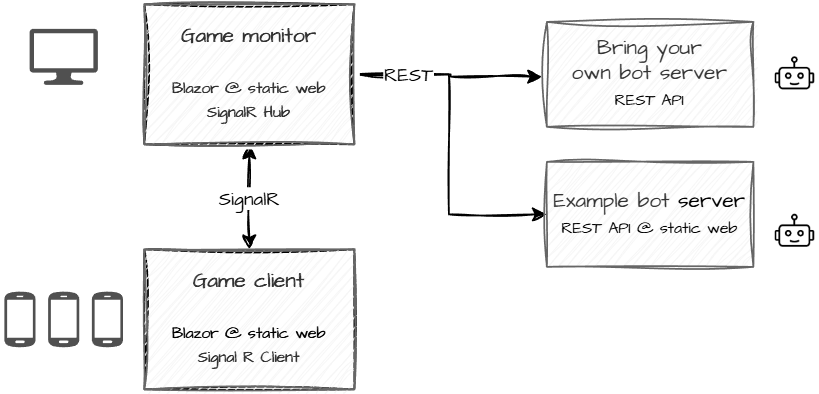 Game monitor
Blazor @ static web
SignalR Hub
REST
Bring your
own bot server
REST API
Example bot server
REST API @ static web
SignalR
Game client
Blazor @ static web
Signal R Client